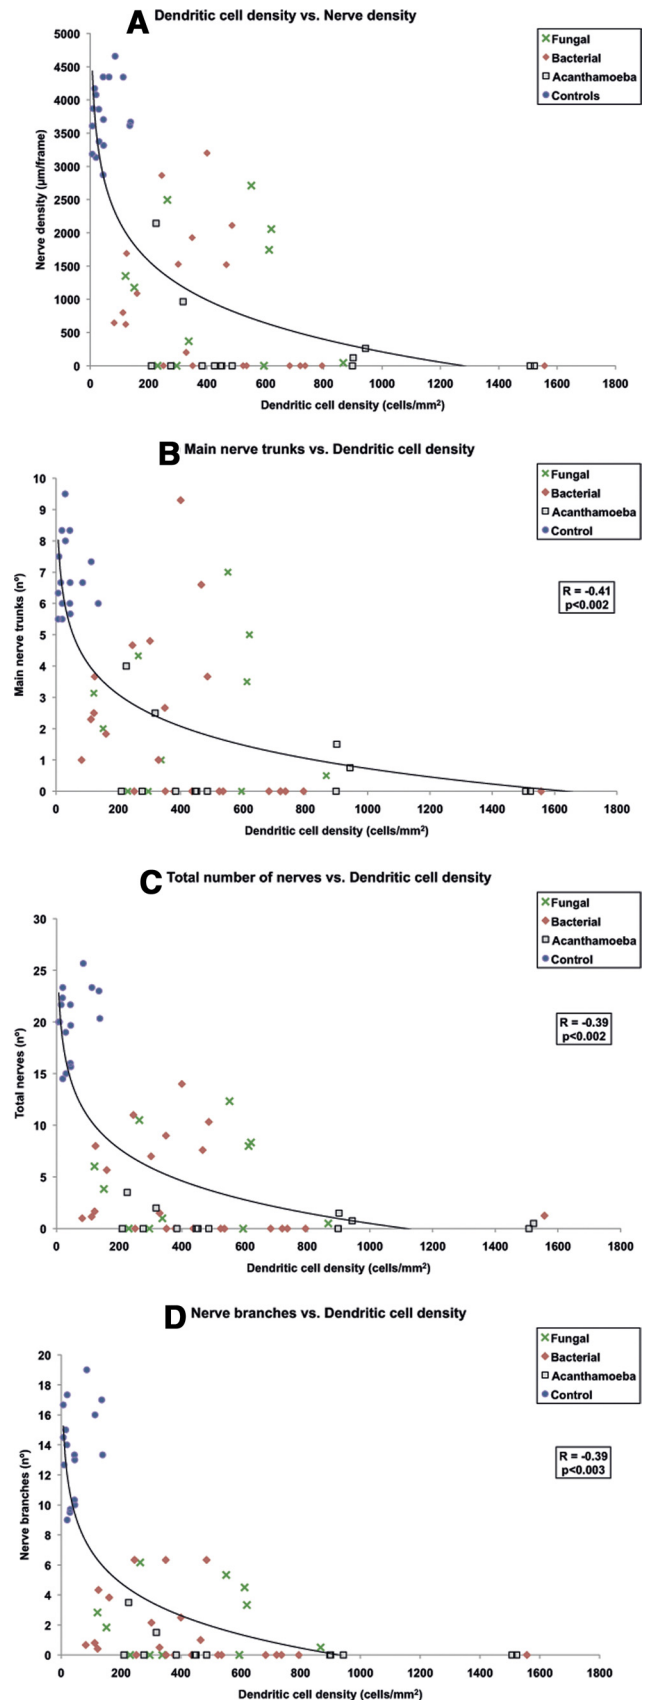 A Dendritic cell density vs. Nerve density
Fungal
Bacterial
Acanthamoeba
Controls
Nerve density (µm/frame)
5000
4500
4000
3500
3000
2500
2000
1500
1000
500
0
0 200 400 600 800 1000 1200 1400 1600 1800
Dendritic cell density (cells/mm²)
B Main nerve trunks vs. Dendritic cell density
Fungal
Bacterial
Acanthamoeba
Control
R = -0.41
p<0.002
Main nerve trunks (nº)
10
9
8
7
6
5
4
3
2
1
0
0 200 400 600 800 1000 1200 1400 1600 1800
Dendritic cell density (cells/mm²)
C Total number of nerves vs. Dendritic cell density
Fungal
Bacterial
Acanthamoeba
Control
R = -0.39
p<0.002
Total nerves (nº)
30
25
20
15
10
5
0
0 200 400 600 800 1000 1200 1400 1600 1800
Dendritic cell density (cells/mm²)
D Nerve branches vs. Dendritic cell density
Fungal
Bacterial
Acanthamoeba
Control
R = -0.39
p<0.003
Nerve branches (nº)
20
18
16
14
12
10
8
6
4
2
0
0 200 400 600 800 1000 1200 1400 1600 1800
Dendritic cell density (cells/mm²)